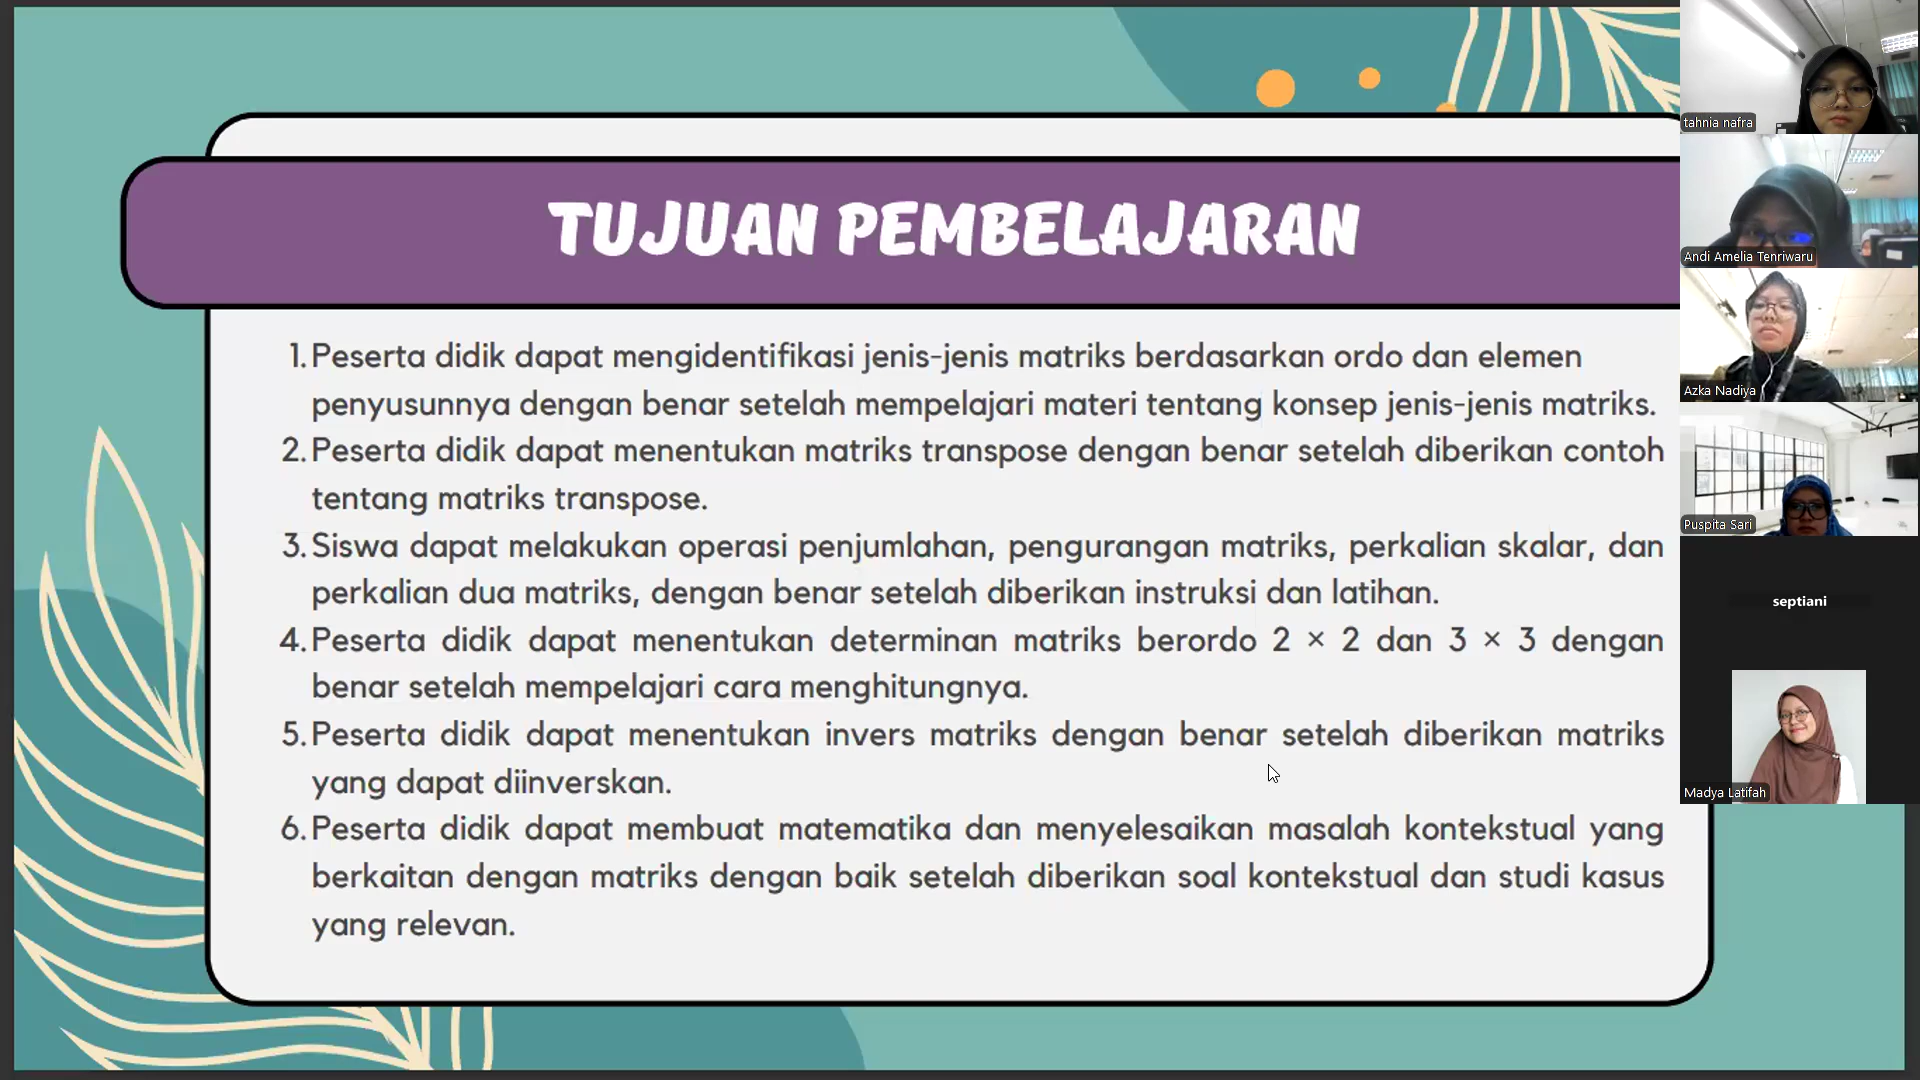 TUJUAN PEMBELAJARAN
1. Peserta didik dapat mengidentifikasi jenis-jenis matriks berdasarkan ordo dan elemen
penyusunnya dengan benar setelah mempelajari materi tentang konsep jenis-jenis matriks.
2. Peserta didik dapat menentukan matriks transpose dengan benar setelah diberikan contoh
tentang matriks transpose.
3. Siswa dapat melakukan operasi penjumlahan, pengurangan matriks, perkalian skalar, dan
perkalian dua matriks, dengan benar setelah diberikan instruksi dan latihan.
4. Peserta didik dapat menentukan determinan matriks berordo 2 × 2 dan 3 × 3 dengan
benar setelah mempelajari cara menghitungnya.
5. Peserta didik dapat menentukan invers matriks dengan benar setelah diberikan matriks
yang dapat diinverskan.
6. Peserta didik dapat membuat matematika dan menyelesaikan masalah kontekstual yang
berkaitan dengan matriks dengan baik setelah diberikan soal kontekstual dan studi kasus
yang relevan.
tahnia nafra
Andi Amelia Tenriwaru
Azka Nadiya
Puspita Sari
septiani
Madya Latifah